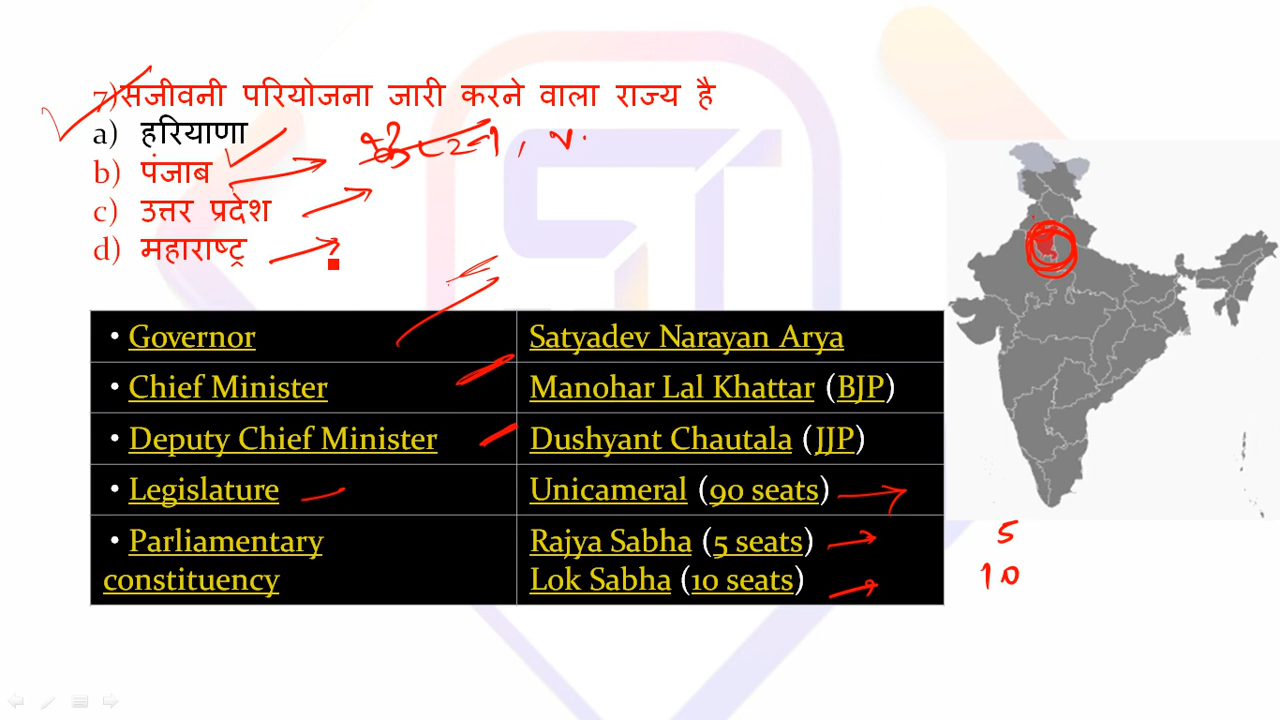 7)सजीवनी परियोजना जारी करने वाला राज्य है
a) हरियाणा
b) पंजाब
c) उत्तर प्रदेश
d) महाराष्ट्र
• Governor Satyadev Narayan Arya
• Chief Minister Manohar Lal Khattar (BJP)
• Deputy Chief Minister Dushyant Chautala (JJP)
• Legislature Unicameral (90 seats)
• Parliamentary Rajya Sabha (5 seats)
constituency Lok Sabha (10 seats)
5
10